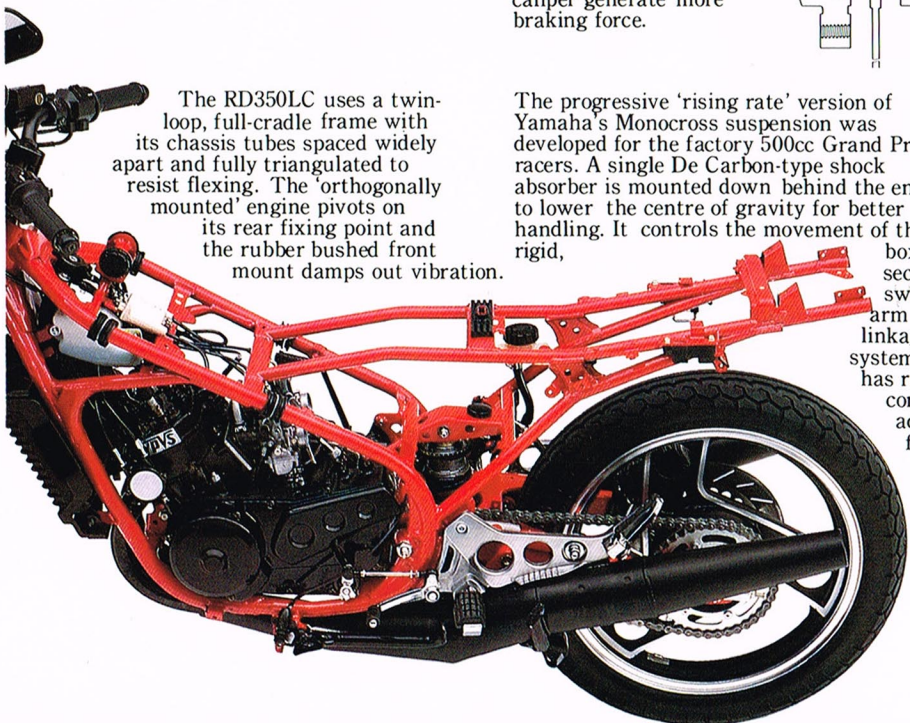 caliper generate more
braking force.
The RD350LC uses a twin-
loop, full-cradle frame with
its chassis tubes spaced widely
apart and fully triangulated to
resist flexing. The 'orthogonally
mounted' engine pivots on
its rear fixing point and
the rubber bushed front
mount damps out vibration.
The progressive 'rising rate' version of
Yamaha's Monocross suspension was
developed for the factory 500cc Grand Pr
racers. A single De Carbon-type shock
absorber is mounted down behind the en
to lower the centre of gravity for better
handling. It controls the movement of th
rigid, box
sec
sw
arm
linka
system
has r
con
ac
f
YPVS